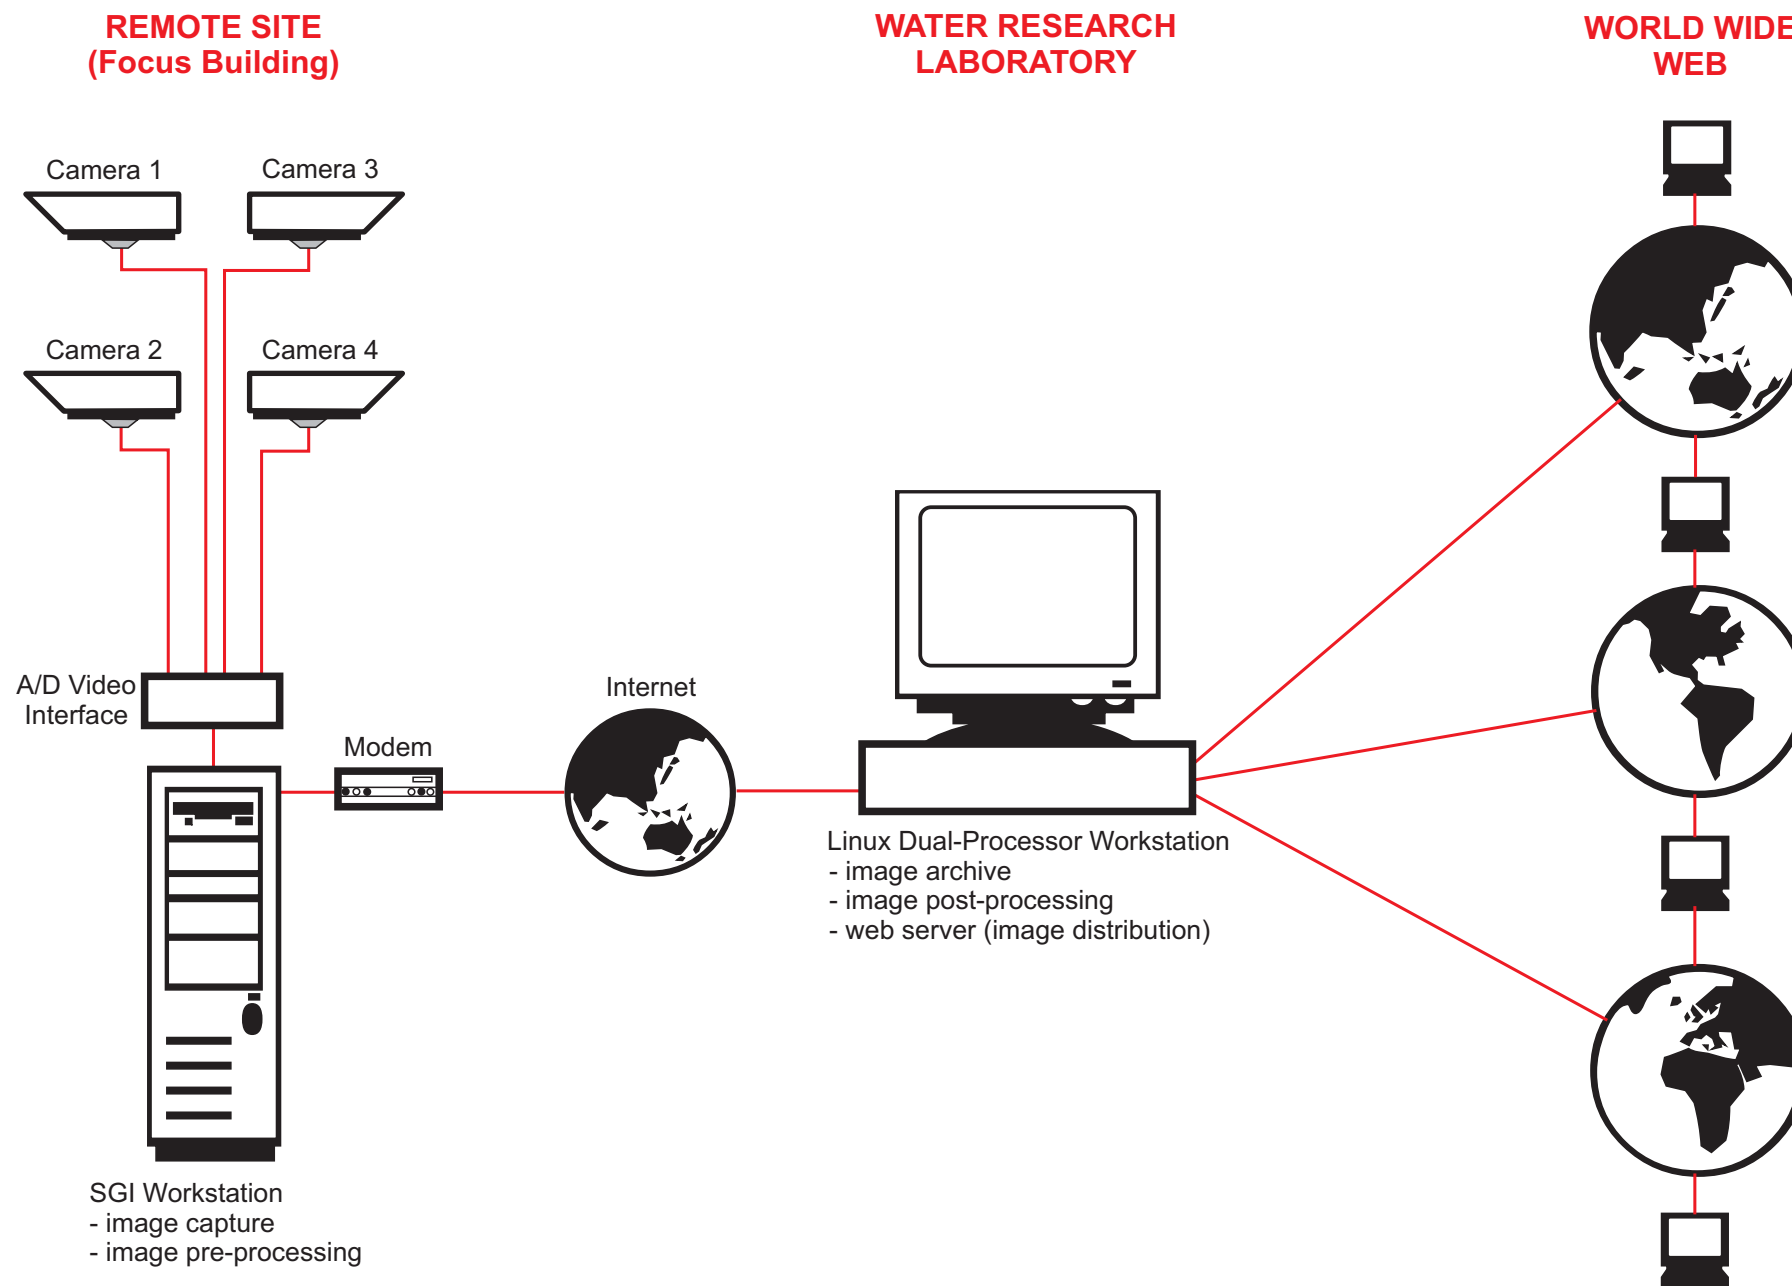 REMOTE SITE
(Focus Building)
WATER RESEARCH
LABORATORY
WORLD WIDE
WEB
Camera 1
Camera 3
Camera 2
Camera 4
A/D Video
Interface
Modem
Internet
Linux Dual-Processor Workstation
- image archive
- image post-processing
- web server (image distribution)
SGI Workstation
- image capture
- image pre-processing